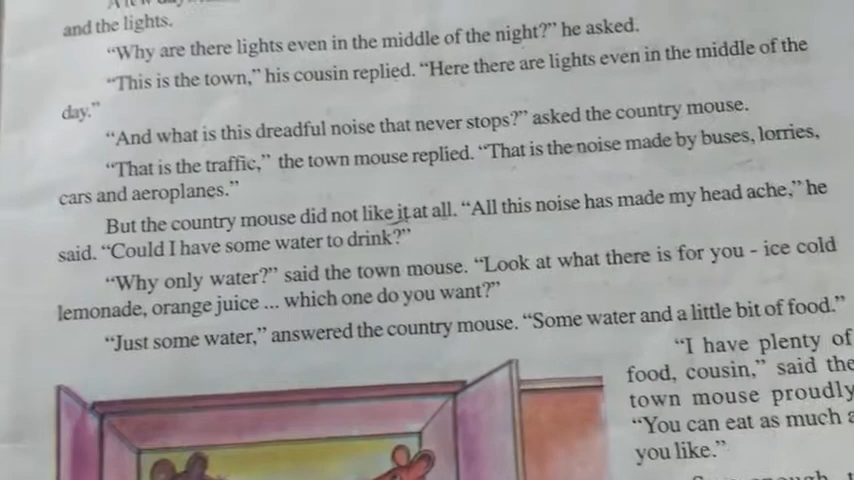 and the lights.
“Why are there lights even in the middle of the night?” he asked.
“This is the town,” his cousin replied. “Here there are lights even in the middle of the
day.”
“And what is this dreadful noise that never stops?” asked the country mouse.
“That is the traffic,” the town mouse replied. “That is the noise made by buses, lorries,
cars and aeroplanes.”
But the country mouse did not like it at all. “All this noise has made my head ache,” he
said. “Could I have some water to drink?”
“Why only water?” said the town mouse. “Look at what there is for you - ice cold
lemonade, orange juice ... which one do you want?”
“Just some water,” answered the country mouse. “Some water and a little bit of food.”
“I have plenty of
food, cousin,” said the
town mouse proudly
“You can eat as much
you like.”